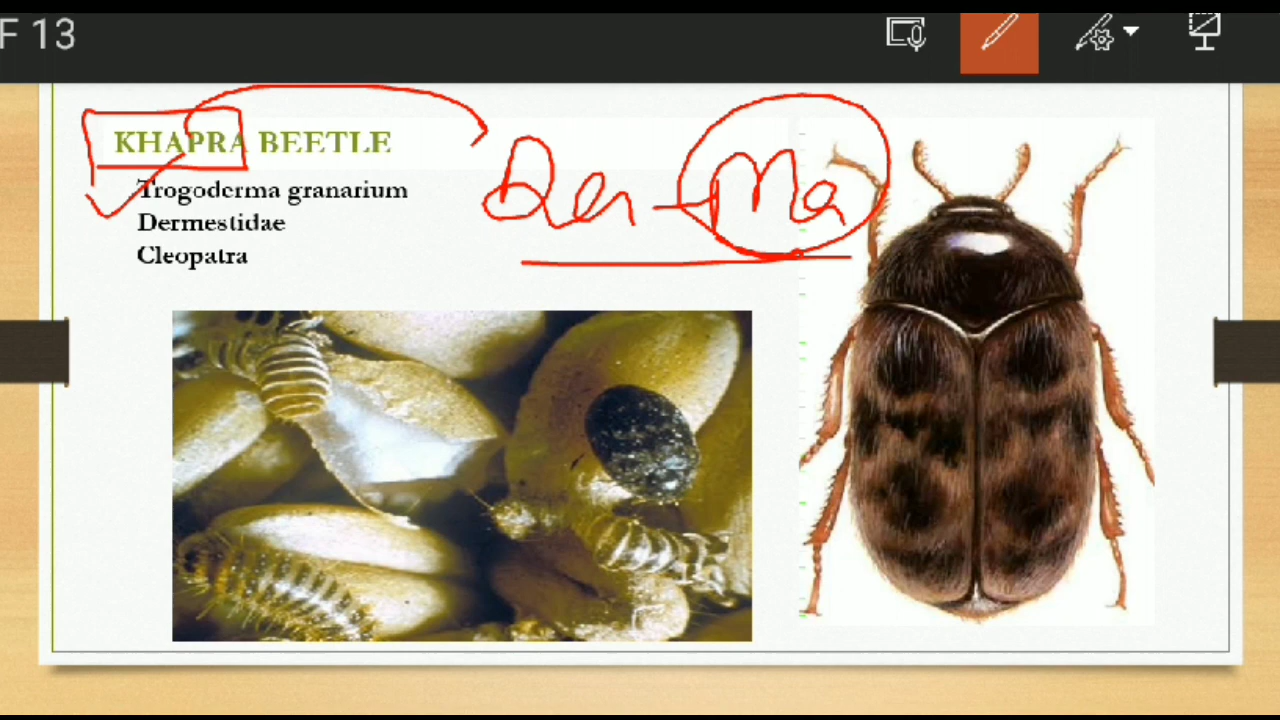 F 13
KHAPRA BEETLE
Trogoderma granarium
Dermestidae
Cleopatra
Der-Ma